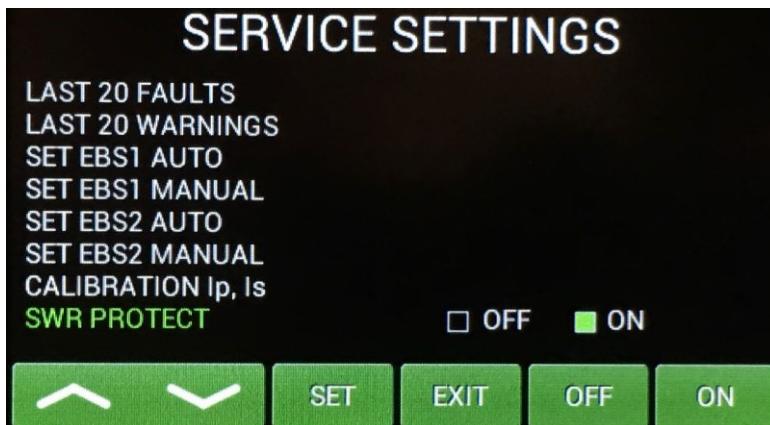 SERVICE SETTINGS
LAST 20 FAULTS
LAST 20 WARNINGS
SET EBS1 AUTO
SET EBS1 MANUAL
SET EBS2 AUTO
SET EBS2 MANUAL
CALIBRATION Ip, Is
SWR PROTECT OFF ON
SET EXIT OFF ON